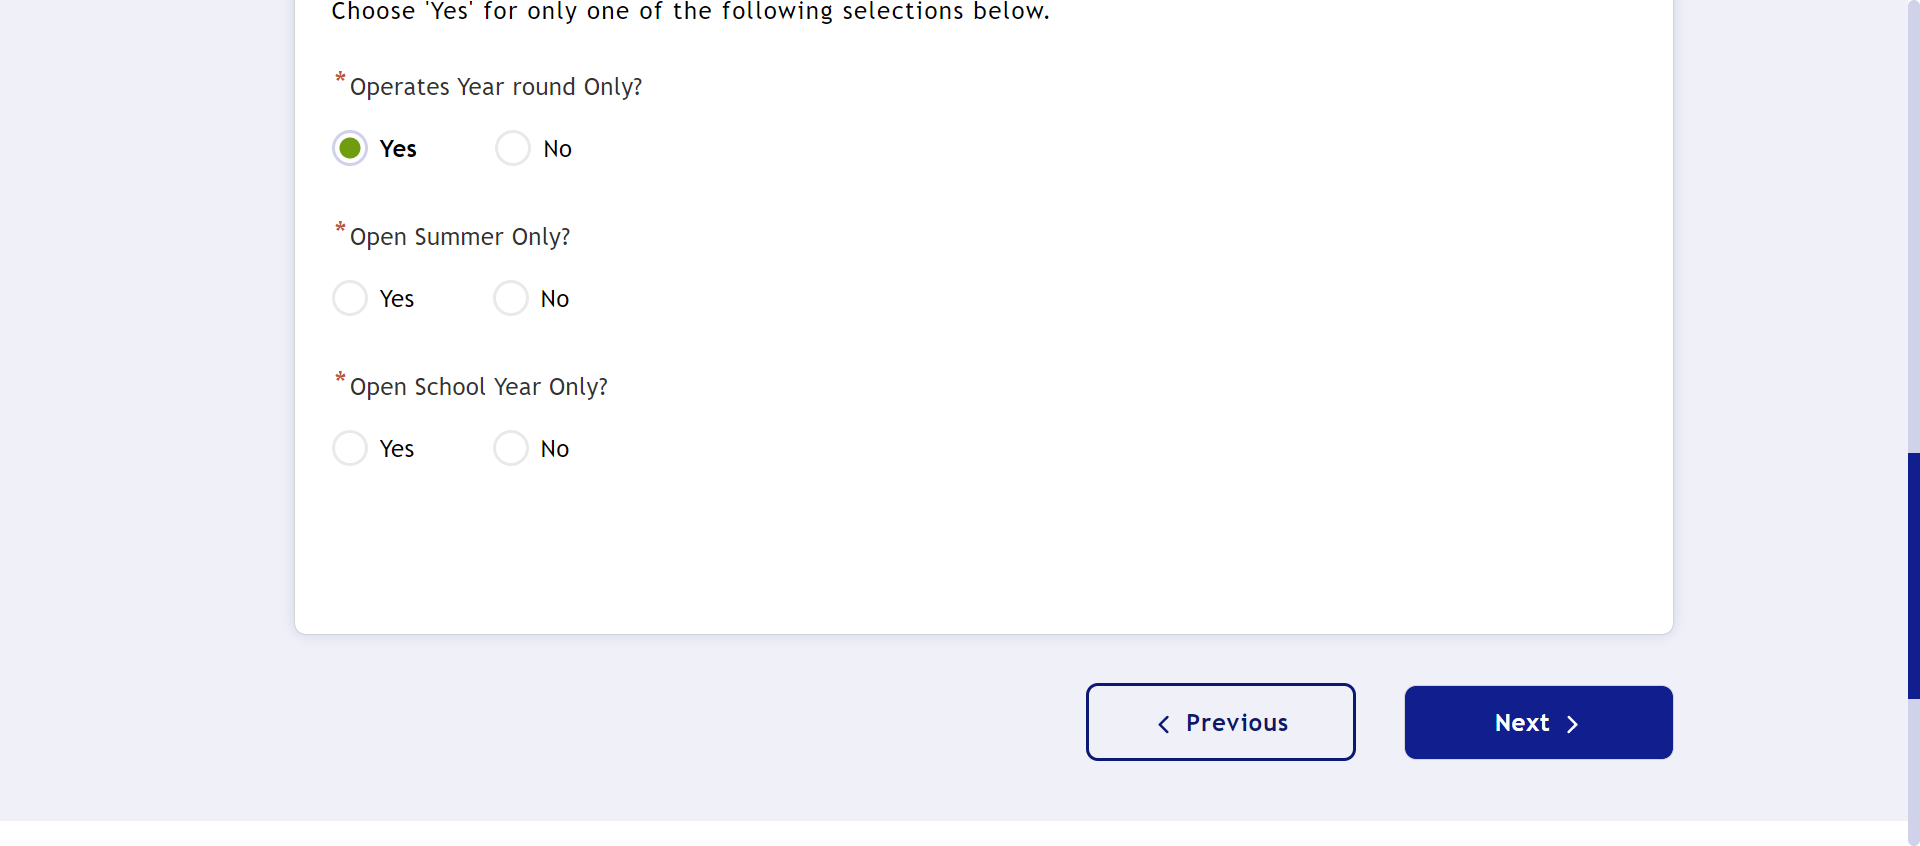 Choose 'Yes' for only one of the following selections below.
* Operates Year round Only?
Yes No
* Open Summer Only?
Yes No
* Open School Year Only?
Yes No
Previous Next